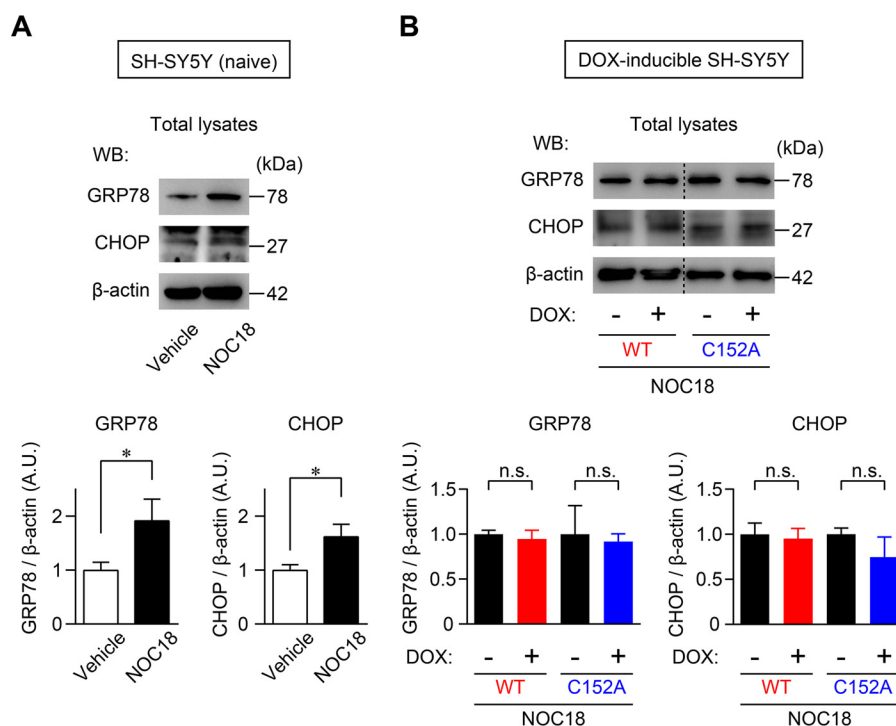 A
SH-SY5Y (naive)
Total lysates
WB:
(kDa)
GRP78
78
CHOP
27
β-actin
42
Vehicle
NOC18
GRP78
GRP78 / β-actin (A.U.)
2
1
0
*
Vehicle
NOC18
CHOP
CHOP / β-actin (A.U.)
2
1
0
*
Vehicle
NOC18
B
DOX-inducible SH-SY5Y
Total lysates
WB:
(kDa)
GRP78
78
CHOP
27
β-actin
42
DOX: - + - +
WT C152A
NOC18
GRP78
GRP78 / β-actin (A.U.)
1.5
1.0
0.5
0
n.s. n.s.
DOX: - + - +
WT C152A
NOC18
CHOP
CHOP / β-actin (A.U.)
1.5
1.0
0.5
0
n.s. n.s.
DOX: - + - +
WT C152A
NOC18